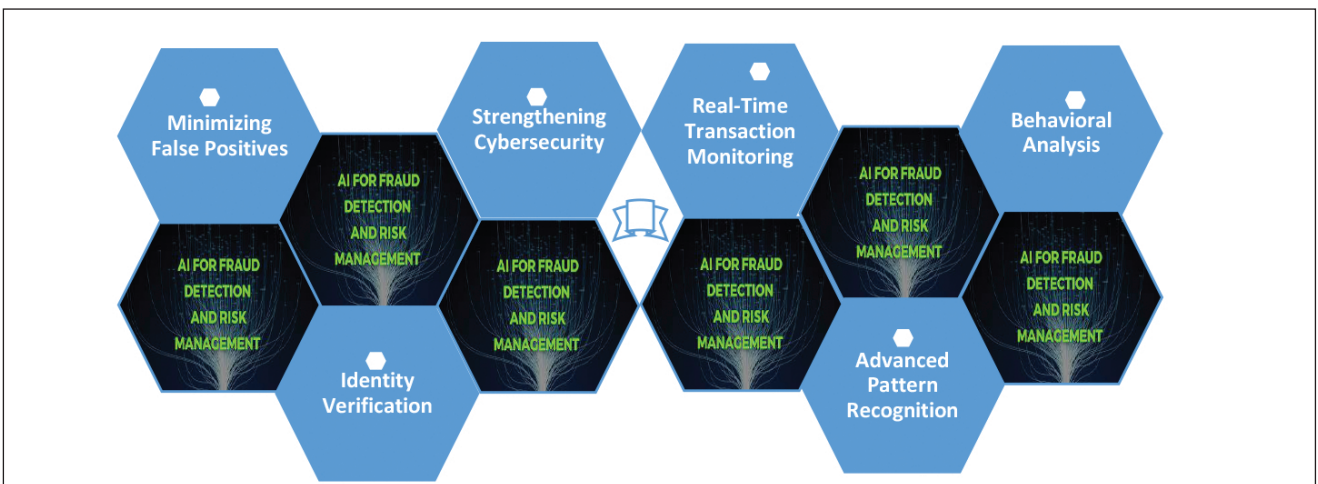 Minimizing
False Positives
Strengthening
Cybersecurity
Real-Time
Transaction
Monitoring
Behavioral
Analysis
AI FOR FRAUD
DETECTION
AND RISK
MANAGEMENT
AI FOR FRAUD
DETECTION
AND RISK
MANAGEMENT
AI FOR FRAUD
DETECTION
AND RISK
MANAGEMENT
AI FOR FRAUD
DETECTION
AND RISK
MANAGEMENT
AI FOR FRAUD
DETECTION
AND RISK
MANAGEMENT
AI FOR FRAUD
DETECTION
AND RISK
MANAGEMENT
Identity
Verification
Advanced
Pattern
Recognition